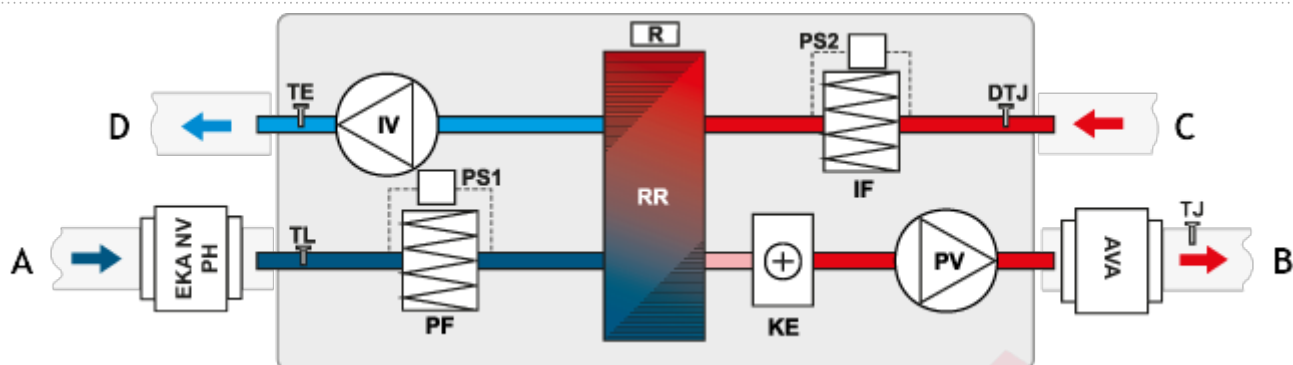 R
PS2
TE
DTJ
D
IV
C
IF
RR
PS1
TL
TJ
A
EKA NV
PH
PF
KE
PV
AVA
B